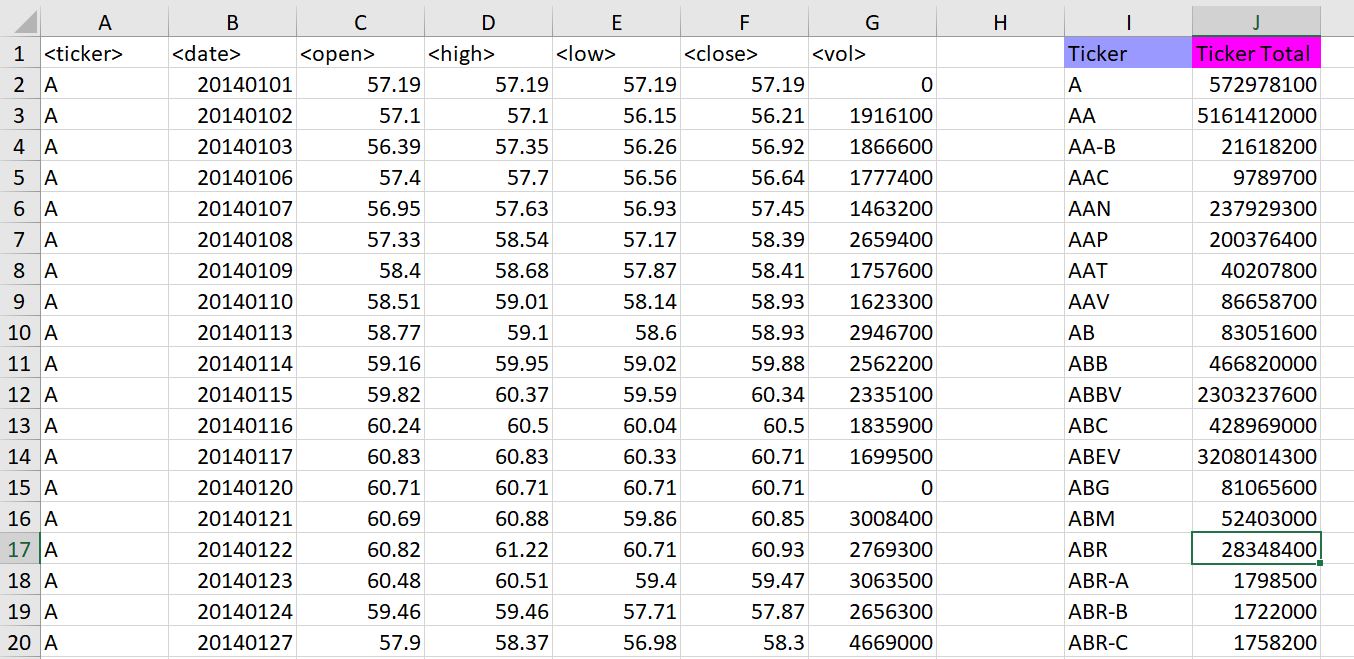 A B C D E F G H I J
1 <ticker> <date> <open> <high> <low> <close> <vol> Ticker Ticker Total
2 A 20140101 57.19 57.19 57.19 57.19 0 A 572978100
3 A 20140102 57.1 57.1 56.15 56.21 1916100 AA 5161412000
4 A 20140103 56.39 57.35 56.26 56.92 1866600 AA-B 21618200
5 A 20140106 57.4 57.7 56.56 56.64 1777400 AAC 9789700
6 A 20140107 56.95 57.63 56.93 57.45 1463200 AAN 237929300
7 A 20140108 57.33 58.54 57.17 58.39 2659400 AAP 200376400
8 A 20140109 58.4 58.68 57.87 58.41 1757600 AAT 40207800
9 A 20140110 58.51 59.01 58.14 58.93 1623300 AAV 86658700
10 A 20140113 58.77 59.1 58.6 58.93 2946700 AB 83051600
11 A 20140114 59.16 59.95 59.02 59.88 2562200 ABB 466820000
12 A 20140115 59.82 60.37 59.59 60.34 2335100 ABBV 2303237600
13 A 20140116 60.24 60.5 60.04 60.5 1835900 ABC 428969000
14 A 20140117 60.83 60.83 60.33 60.71 1699500 ABEV 3208014300
15 A 20140120 60.71 60.71 60.71 60.71 0 ABG 81065600
16 A 20140121 60.69 60.88 59.86 60.85 3008400 ABM 52403000
17 A 20140122 60.82 61.22 60.71 60.93 2769300 ABR 28348400
18 A 20140123 60.48 60.51 59.4 59.47 3063500 ABR-A 1798500
19 A 20140124 59.46 59.46 57.71 57.87 2656300 ABR-B 1722000
20 A 20140127 57.9 58.37 56.98 58.3 4669000 ABR-C 1758200